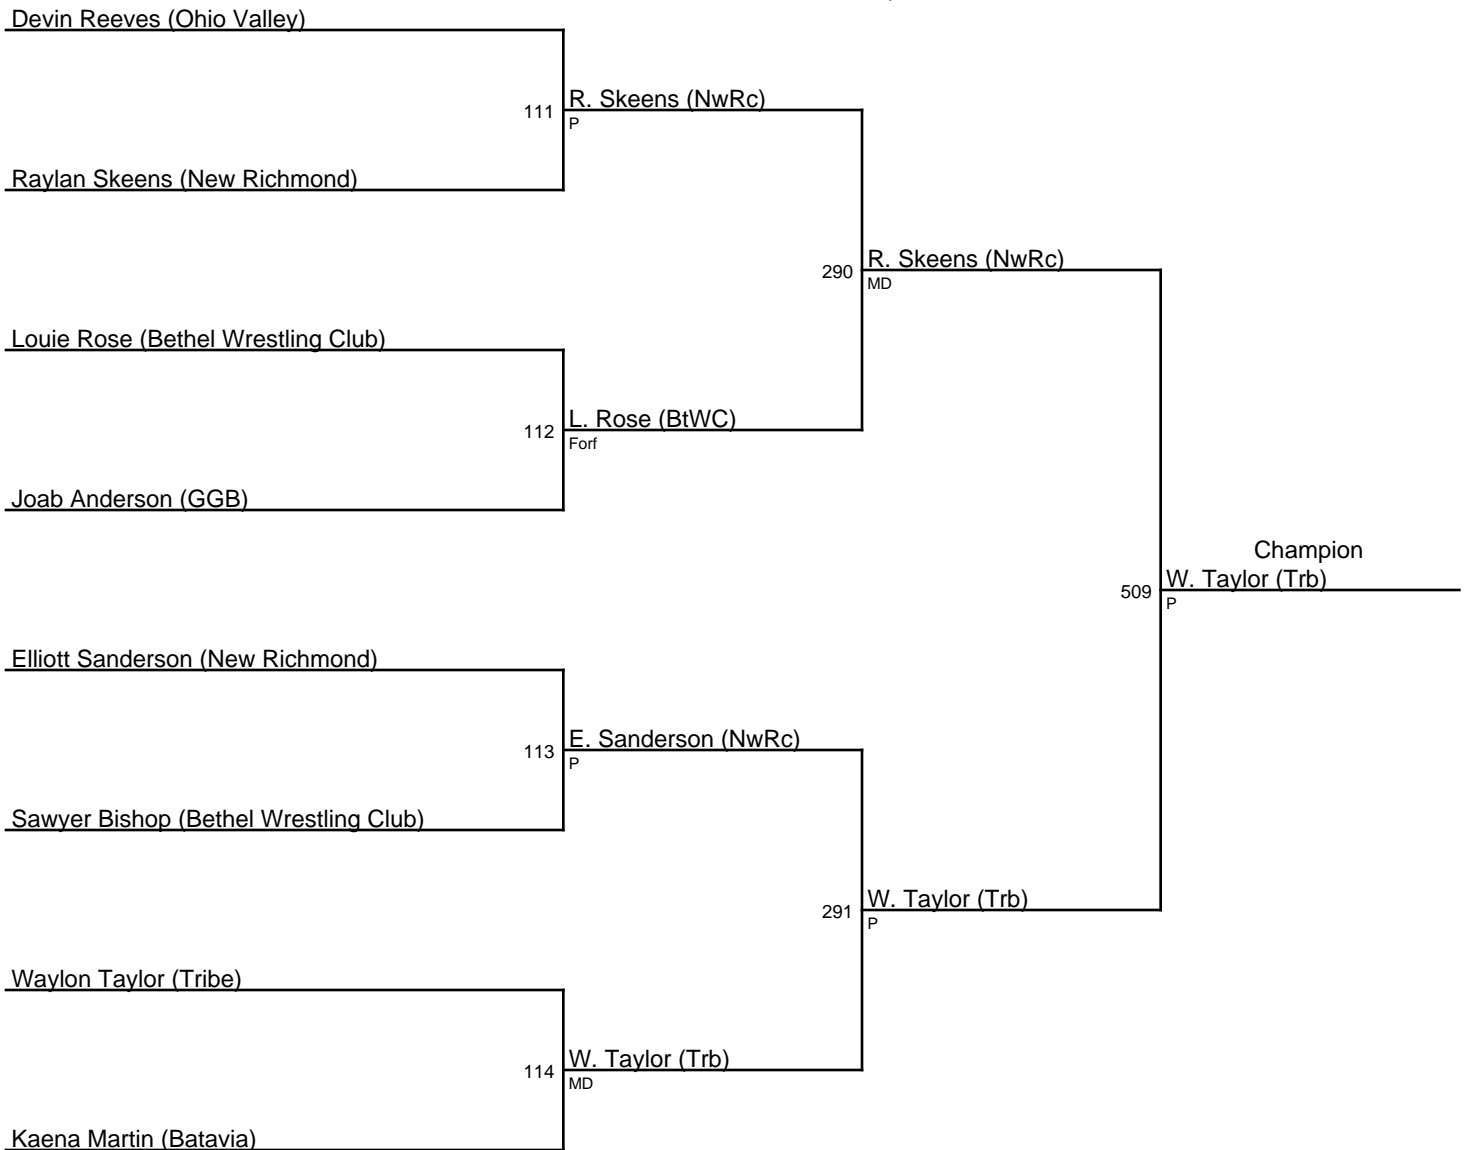 Devin Reeves (Ohio Valley)
111 R. Skeens (NwRc)
P
Raylan Skeens (New Richmond)
290 R. Skeens (NwRc)
MD
Louie Rose (Bethel Wrestling Club)
112 L. Rose (BtWC)
Forf
Joab Anderson (GGB)
Champion
509 W. Taylor (Trb)
P
Elliott Sanderson (New Richmond)
113 E. Sanderson (NwRc)
P
Sawyer Bishop (Bethel Wrestling Club)
291 W. Taylor (Trb)
P
Waylon Taylor (Tribe)
114 W. Taylor (Trb)
MD
Kaena Martin (Batavia)